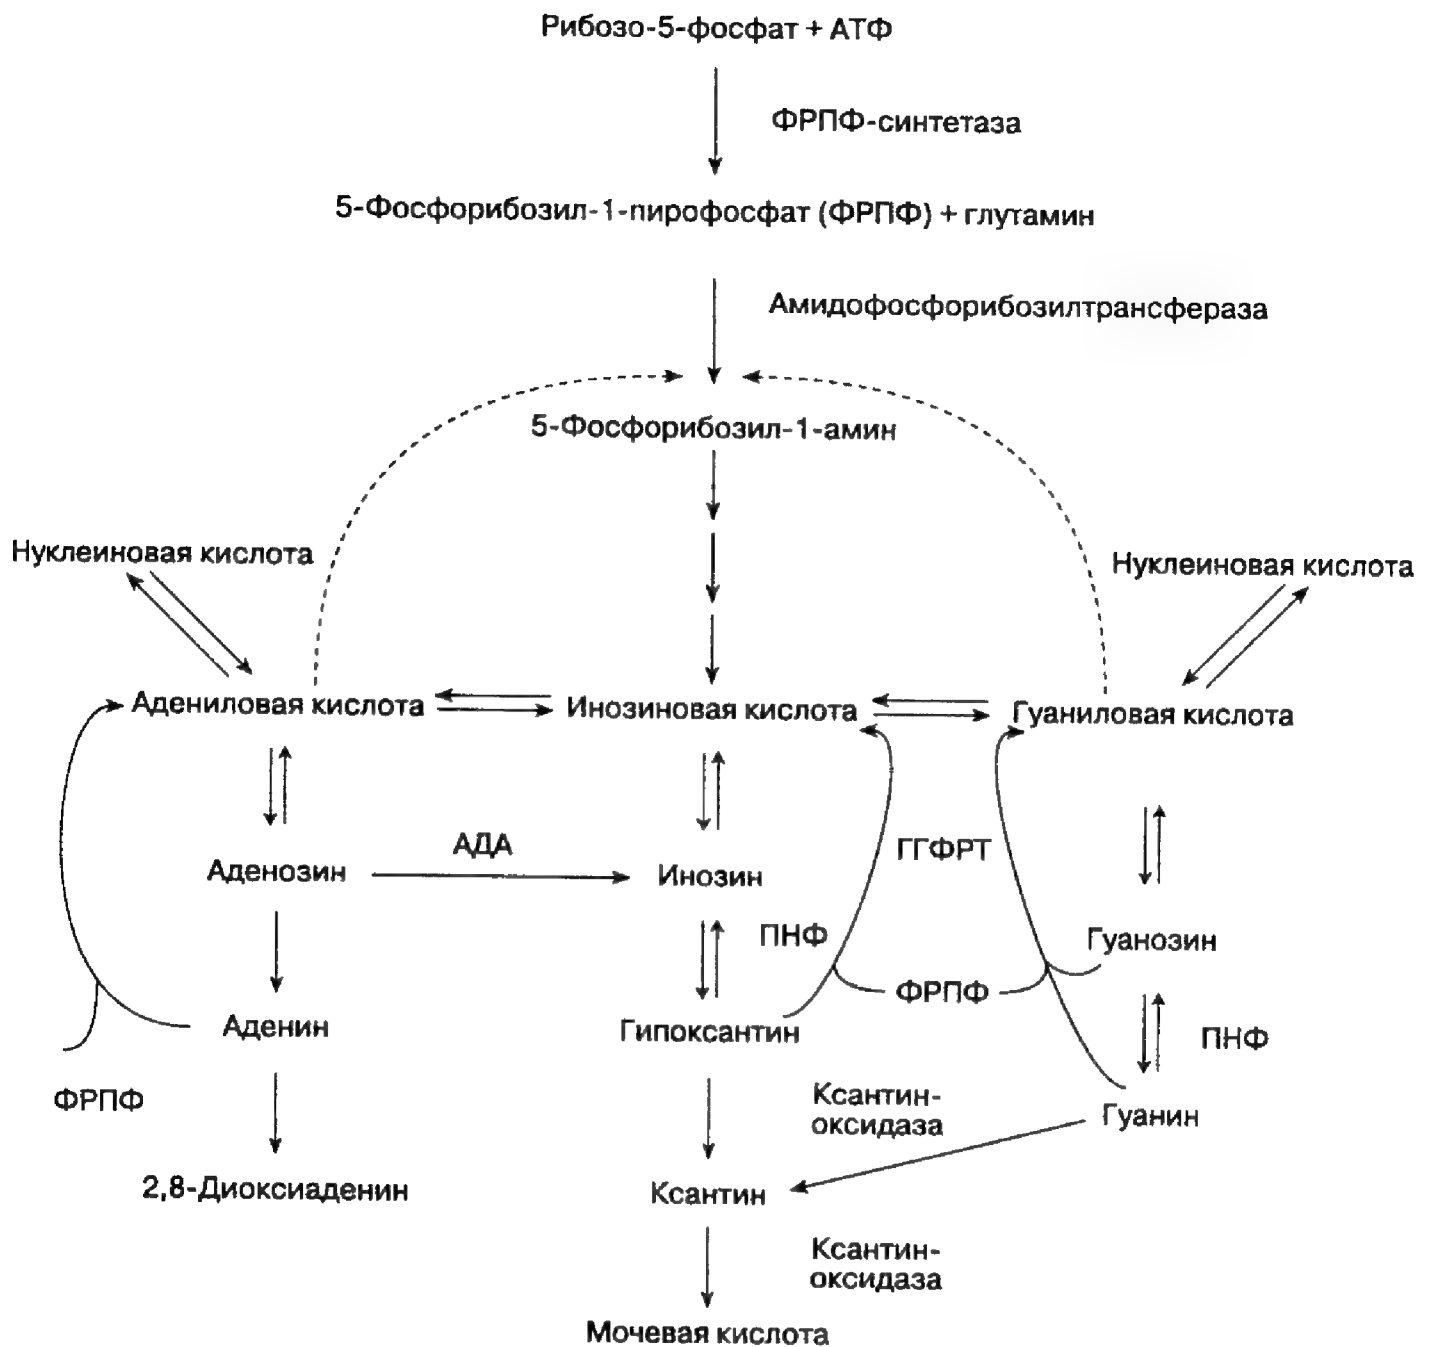 Рибозо-5-фосфат + АТФ
ФРПФ-синтетаза
5-Фосфорибозил-1-пирофосфат (ФРПФ) + глутамин
Амидофосфорибозилтрансфераза
5-Фосфорибозил-1-амин
Нуклеиновая кислота
Нуклеиновая кислота
Адениловая кислота
Инозиновая кислота
Гуаниловая кислота
АДА
ГГФРТ
Аденозин
Инозин
ПНФ
Гуанозин
ФРПФ
Аденин
Гипоксантин
ПНФ
ФРПФ
Ксантин-
оксидаза
Гуанин
2,8-Диоксиаденин
Ксантин
Ксантин-
оксидаза
Мочевая кислота